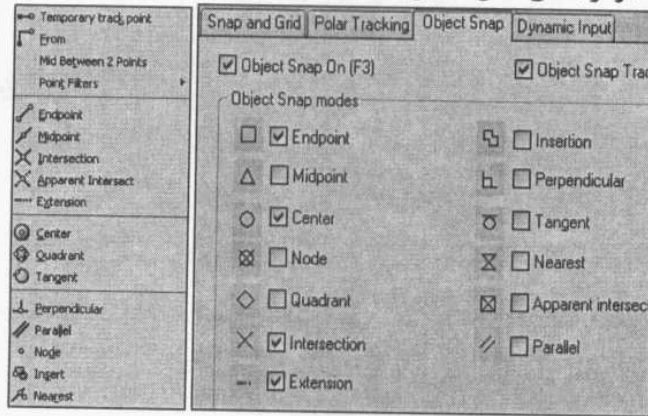 Temporary track point
From
Mid Between 2 Points
Point Filters
Endpoint
Midpoint
Intersection
Apparent Intersect
Extension
Center
Quadrant
Tangent
Perpendicular
Parallel
Node
Insert
Nearest
Snap and Grid Polar Tracking Object Snap Dynamic Input
Object Snap On (F3) Object Snap Trac
Object Snap modes
Endpoint Insertion
Midpoint Perpendicular
Center Tangent
Node Nearest
Quadrant Apparent intersec
Intersection Parallel
Extension